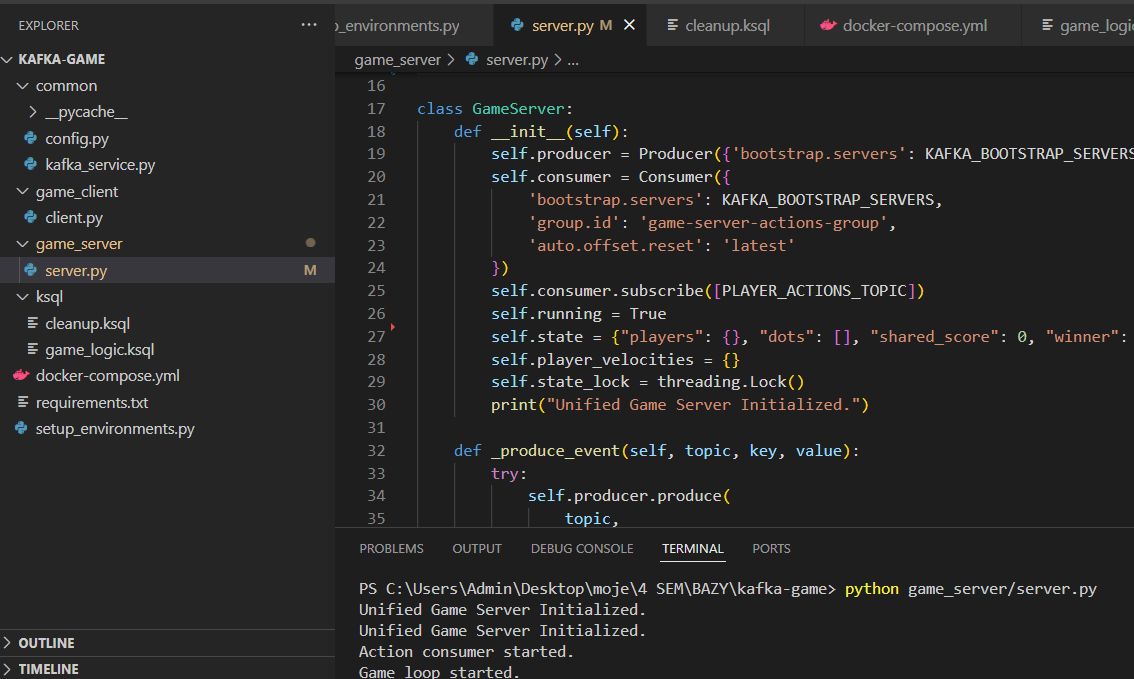 EXPLORER
KAFKA-GAME
common
__pycache__
config.py
kafka_service.py
game_client
client.py
game_server
server.py M
ksql
cleanup.ksql
game_logic.ksql
docker-compose.yml
requirements.txt
setup_environments.py
OUTLINE
TIMELINE
p_environments.py server.py M cleanup.ksql docker-compose.yml game_logi
game_server > server.py > ...
16
17 class GameServer:
18     def __init__(self):
19         self.producer = Producer({'bootstrap.servers': KAFKA_BOOTSTRAP_SERVERS
20         self.consumer = Consumer({
21             'bootstrap.servers': KAFKA_BOOTSTRAP_SERVERS,
22             'group.id': 'game-server-actions-group',
23             'auto.offset.reset': 'latest'
24         })
25         self.consumer.subscribe([PLAYER_ACTIONS_TOPIC])
26         self.running = True
27         self.state = {"players": {}, "dots": [], "shared_score": 0, "winner":
28         self.player_velocities = {}
29         self.state_lock = threading.Lock()
30         print("Unified Game Server Initialized.")
31
32     def _produce_event(self, topic, key, value):
33         try:
34             self.producer.produce(
35                 topic,
PROBLEMS OUTPUT DEBUG CONSOLE TERMINAL PORTS
PS C:\Users\Admin\Desktop\moje\4 SEM\BAZY\kafka-game> python game_server/server.py
Unified Game Server Initialized.
Unified Game Server Initialized.
Action consumer started.
Game loop started.